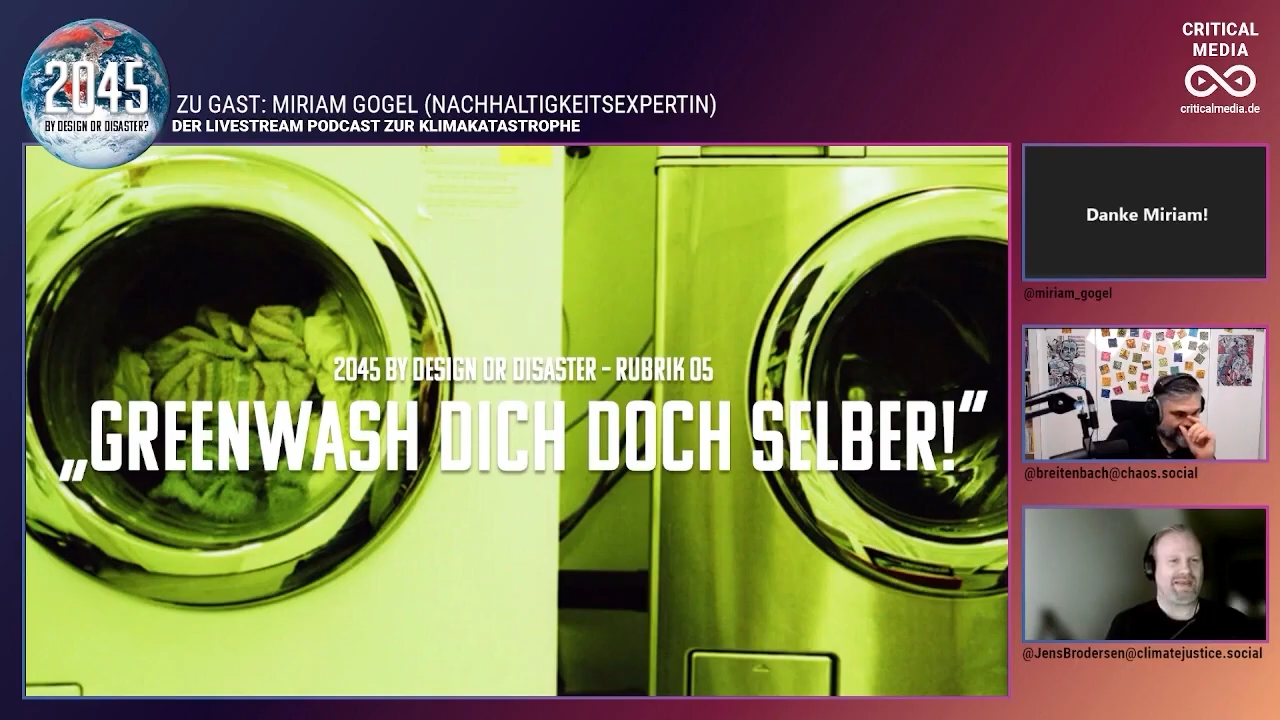 2045
BY DESIGN OR DISASTER?
ZU GAST: MIRIAM GOGEL (NACHHALTIGKEITSEXPERTIN)
DER LIVESTREAM PODCAST ZUR KLIMAKATASTROPHE
CRITICAL
MEDIA
criticalmedia.de
2045 BY DESIGN OR DISASTER – RUBRIK 05
„GREENWASH DICH DOCH SELBER!“
Danke Miriam!
@miriam_gogel
@breitenbach@chaos.social
@JensBrodersen@climatejustice.social